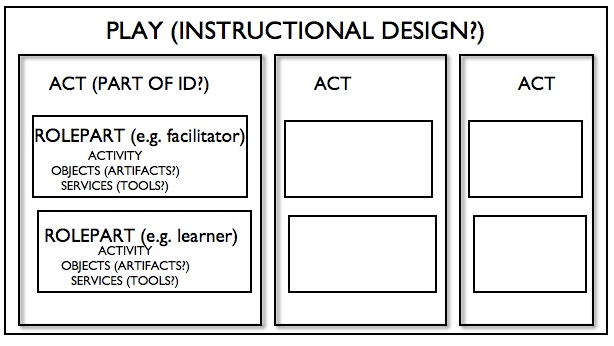 PLAY (INSTRUCTIONAL DESIGN?)
ACT (PART OF ID?)
ROLEPART (e.g. facilitator)
ACTIVITY
OBJECTS (ARTIFACTS?)
SERVICES (TOOLS?)
ROLEPART (e.g. learner)
ACTIVITY
OBJECTS (ARTIFACTS?)
SERVICES (TOOLS?)
ACT
ACT